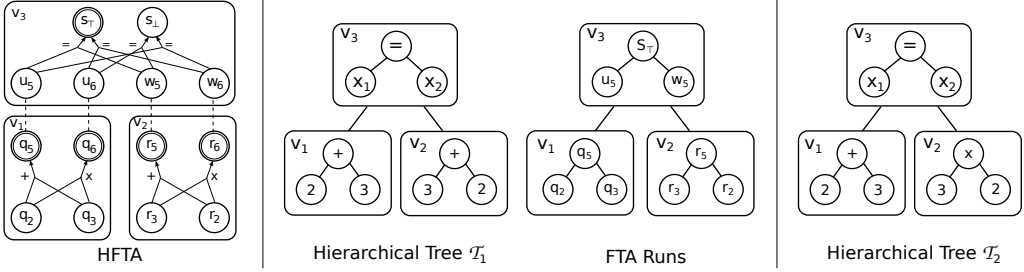 v3
s⊤ s⊥
= = = =
u5 u6 w5 w6
v1 v2
q5 q6 r5 r6
+ x + x
q2 q3 r3 r2
HFTA
v3
=
x1 x2
v1 v2
+ +
2 3 3 2
Hierarchical Tree 𝒯1
v3
S⊤
u5 w5
v1 v2
q5 r5
q2 q3 r3 r2
FTA Runs
v3
=
x1 x2
v1 v2
+ x
2 3 3 2
Hierarchical Tree 𝒯2